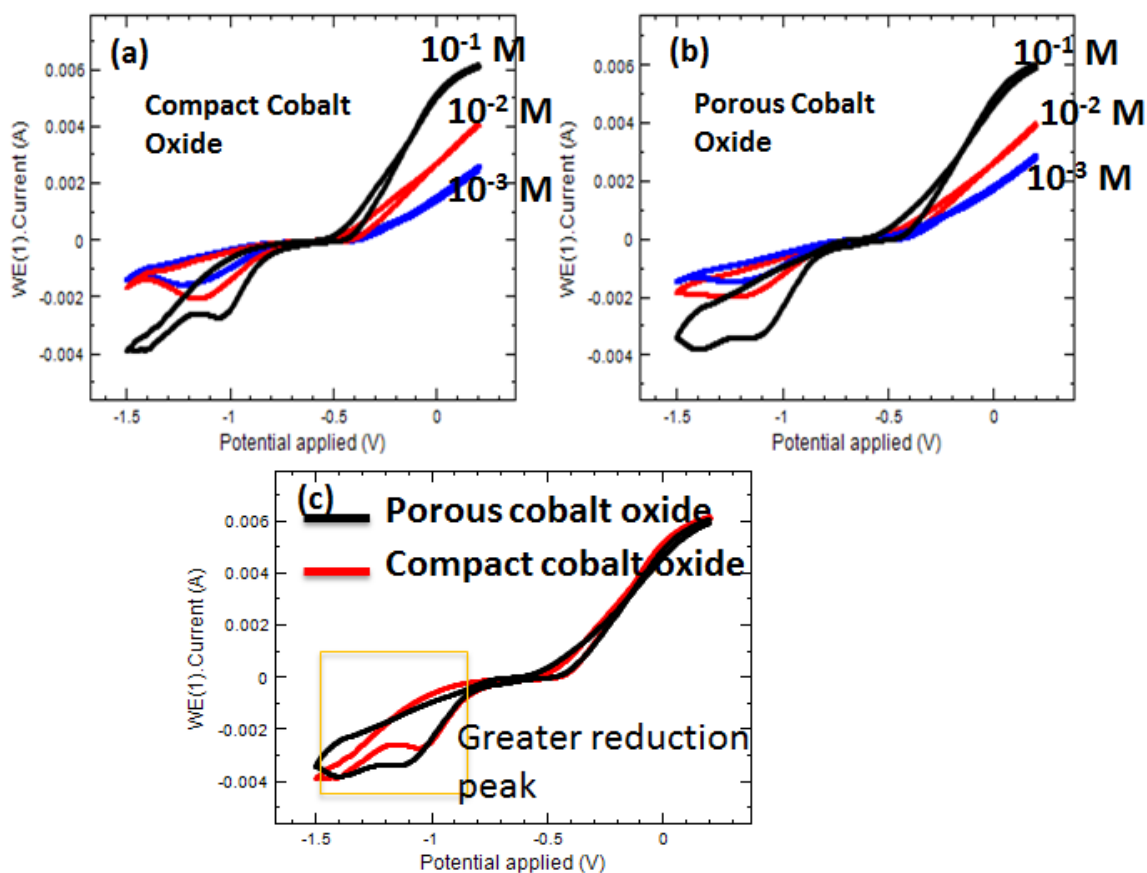 (a)
10-1 M
Compact Cobalt
Oxide
10-2 M
10-3 M
0.006
0.004
0.002
0
-0.002
-0.004
WE(1).Current (A)
-1.5 -1 -0.5 0
Potential applied (V)
(b)
10-1 M
Porous Cobalt
Oxide
10-2 M
10-3 M
0.006
0.004
0.002
0
-0.002
-0.004
WE(1).Current (A)
-1.5 -1 -0.5 0
Potential applied (V)
(c)
Porous cobalt oxide
Compact cobalt oxide
0.006
0.004
0.002
0
-0.002
-0.004
WE(1).Current (A)
Greater reduction
peak
-1.5 -1 -0.5 0
Potential applied (V)